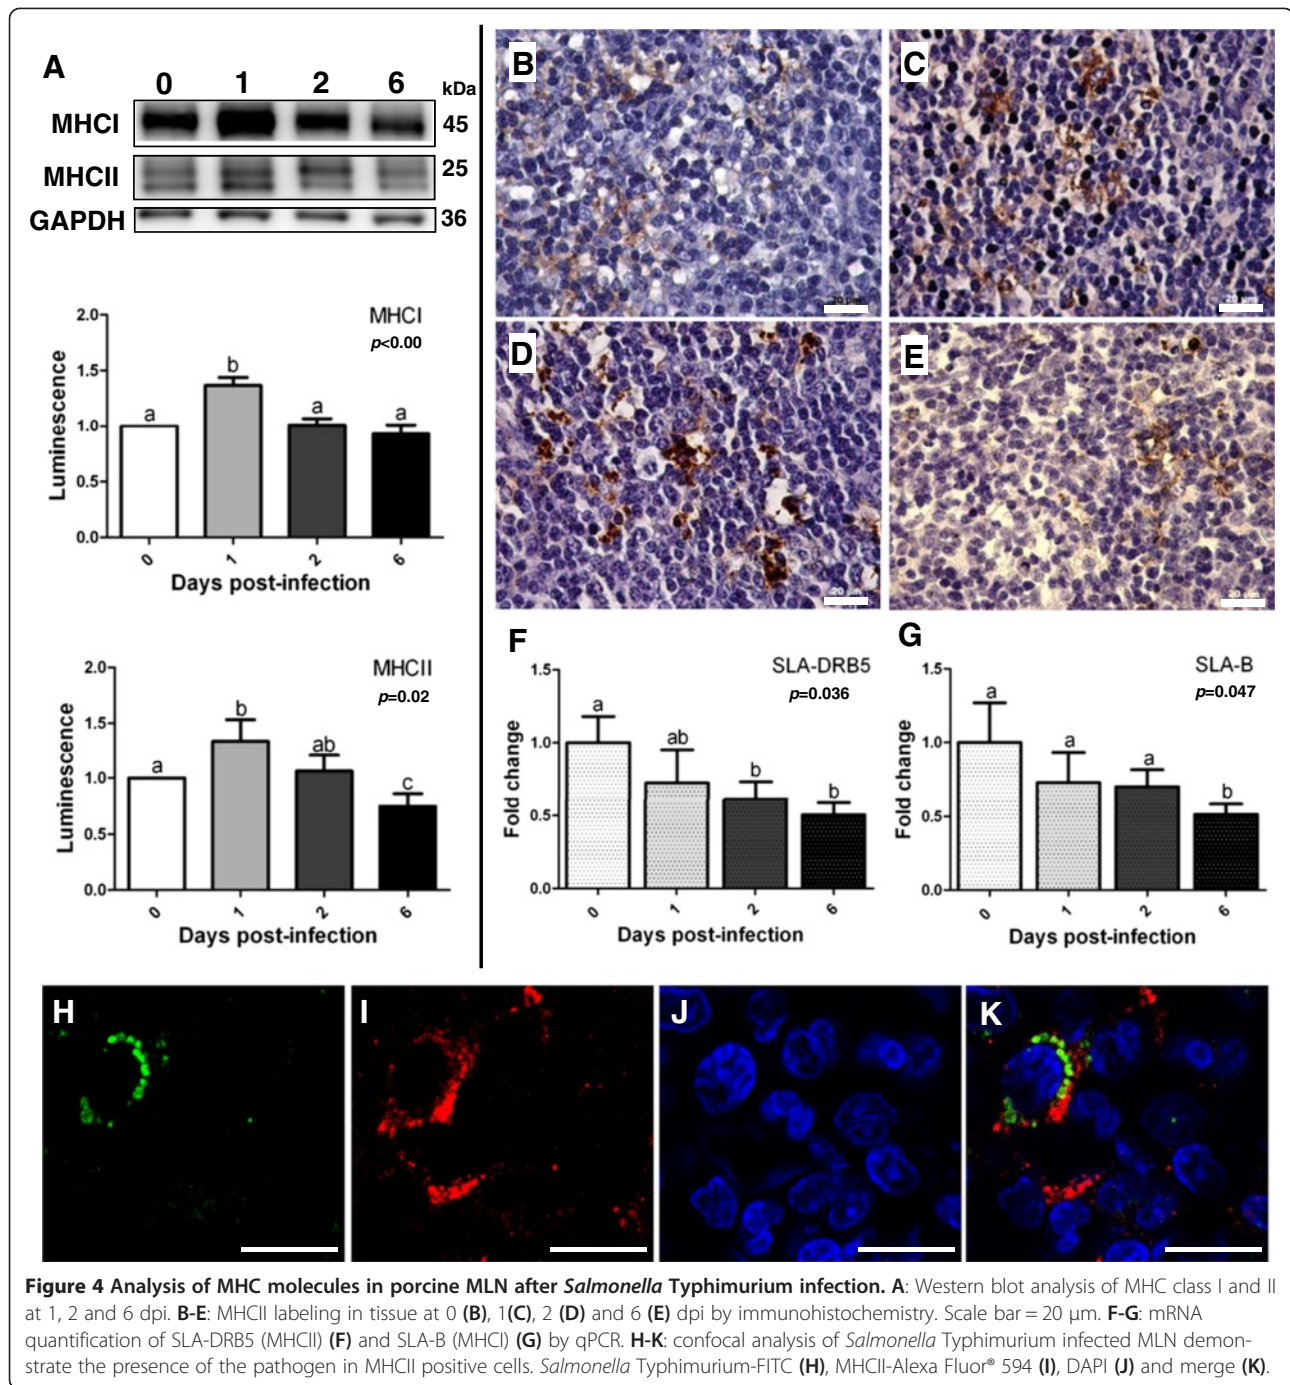 A
0 1 2 6 kDa
MHCI 45
MHCII 25
GAPDH 36
MHCI
p<0.00
2.0
1.5
1.0
0.5
0.0
Luminescence
a b a a
0 1 2 6
Days post-infection
MHCII
p=0.02
2.0
1.5
1.0
0.5
0.0
Luminescence
a b ab c
0 1 2 6
Days post-infection
B
20 µm
C
20 µm
D
20 µm
E
20 µm
F
SLA-DRB5
p=0.036
1.5
1.0
0.5
0.0
Fold change
a ab b b
0 1 2 6
Days post-infection
G
SLA-B
p=0.047
1.5
1.0
0.5
0.0
Fold change
a a a b
0 1 2 6
Days post-infection
H I J K
Figure 4 Analysis of MHC molecules in porcine MLN after Salmonella Typhimurium infection. A: Western blot analysis of MHC class I and II
at 1, 2 and 6 dpi. B-E: MHCII labeling in tissue at 0 (B), 1(C), 2 (D) and 6 (E) dpi by immunohistochemistry. Scale bar = 20 μm. F-G: mRNA
quantification of SLA-DRB5 (MHCII) (F) and SLA-B (MHCI) (G) by qPCR. H-K: confocal analysis of Salmonella Typhimurium infected MLN demon-
strate the presence of the pathogen in MHCII positive cells. Salmonella Typhimurium-FITC (H), MHCII-Alexa Fluor® 594 (I), DAPI (J) and merge (K).